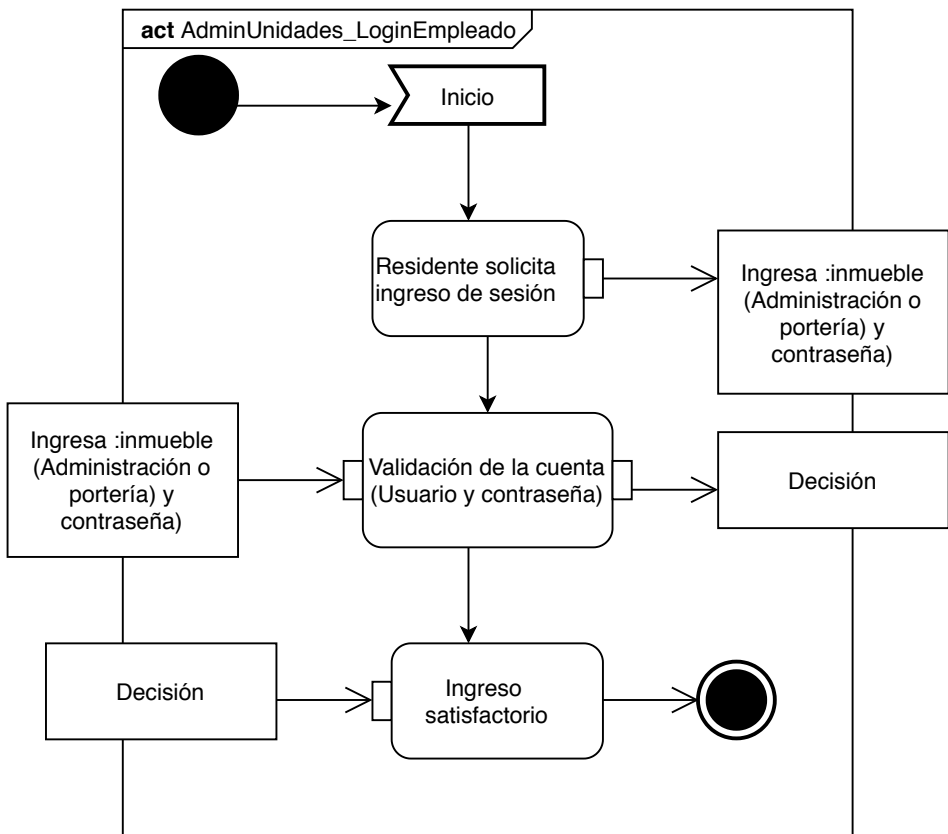 act AdminUnidades_LoginEmpleado
Inicio
Residente solicita
ingreso de sesión
Ingresa :inmueble
(Administración o
portería) y
contraseña)
Ingresa :inmueble
(Administración o
portería) y
contraseña)
Validación de la cuenta
(Usuario y contraseña)
Decisión
Decisión
Ingreso
satisfactorio